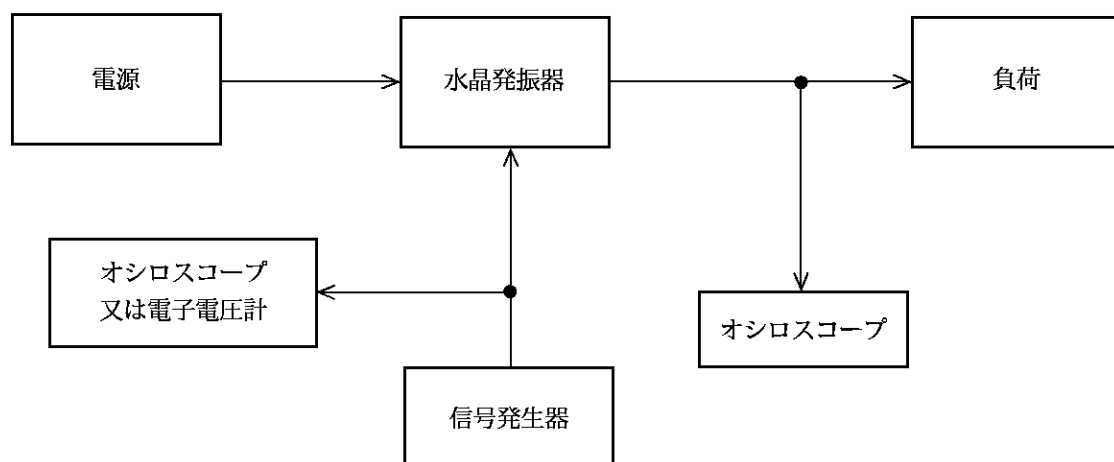 電源
水晶発振器
負荷
オシロスコープ
又は電子電圧計
オシロスコープ
信号発生器